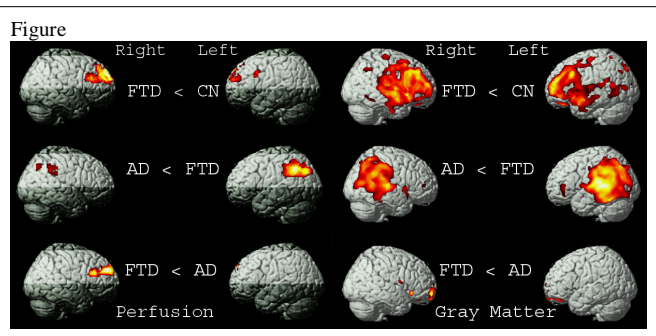 Figure
Right Left Right Left
FTD < CN FTD < CN
AD < FTD AD < FTD
FTD < AD FTD < AD
Perfusion Gray Matter